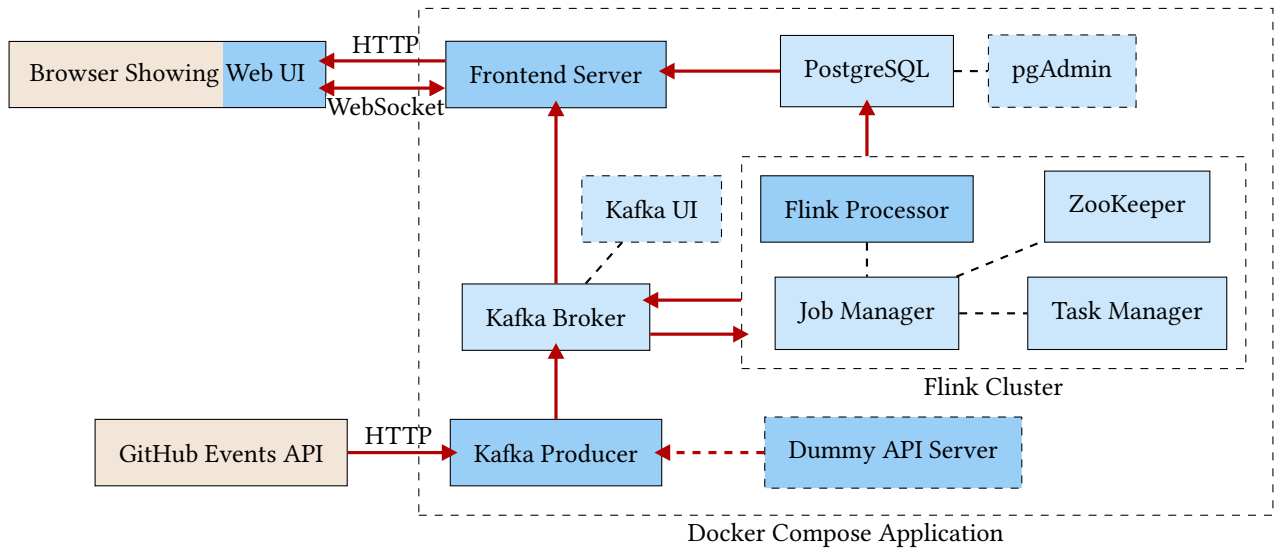 HTTP
Browser Showing Web UI
Frontend Server
PostgreSQL
pgAdmin
WebSocket
Kafka UI
Flink Processor
ZooKeeper
Kafka Broker
Job Manager
Task Manager
Flink Cluster
HTTP
GitHub Events API
Kafka Producer
Dummy API Server
Docker Compose Application